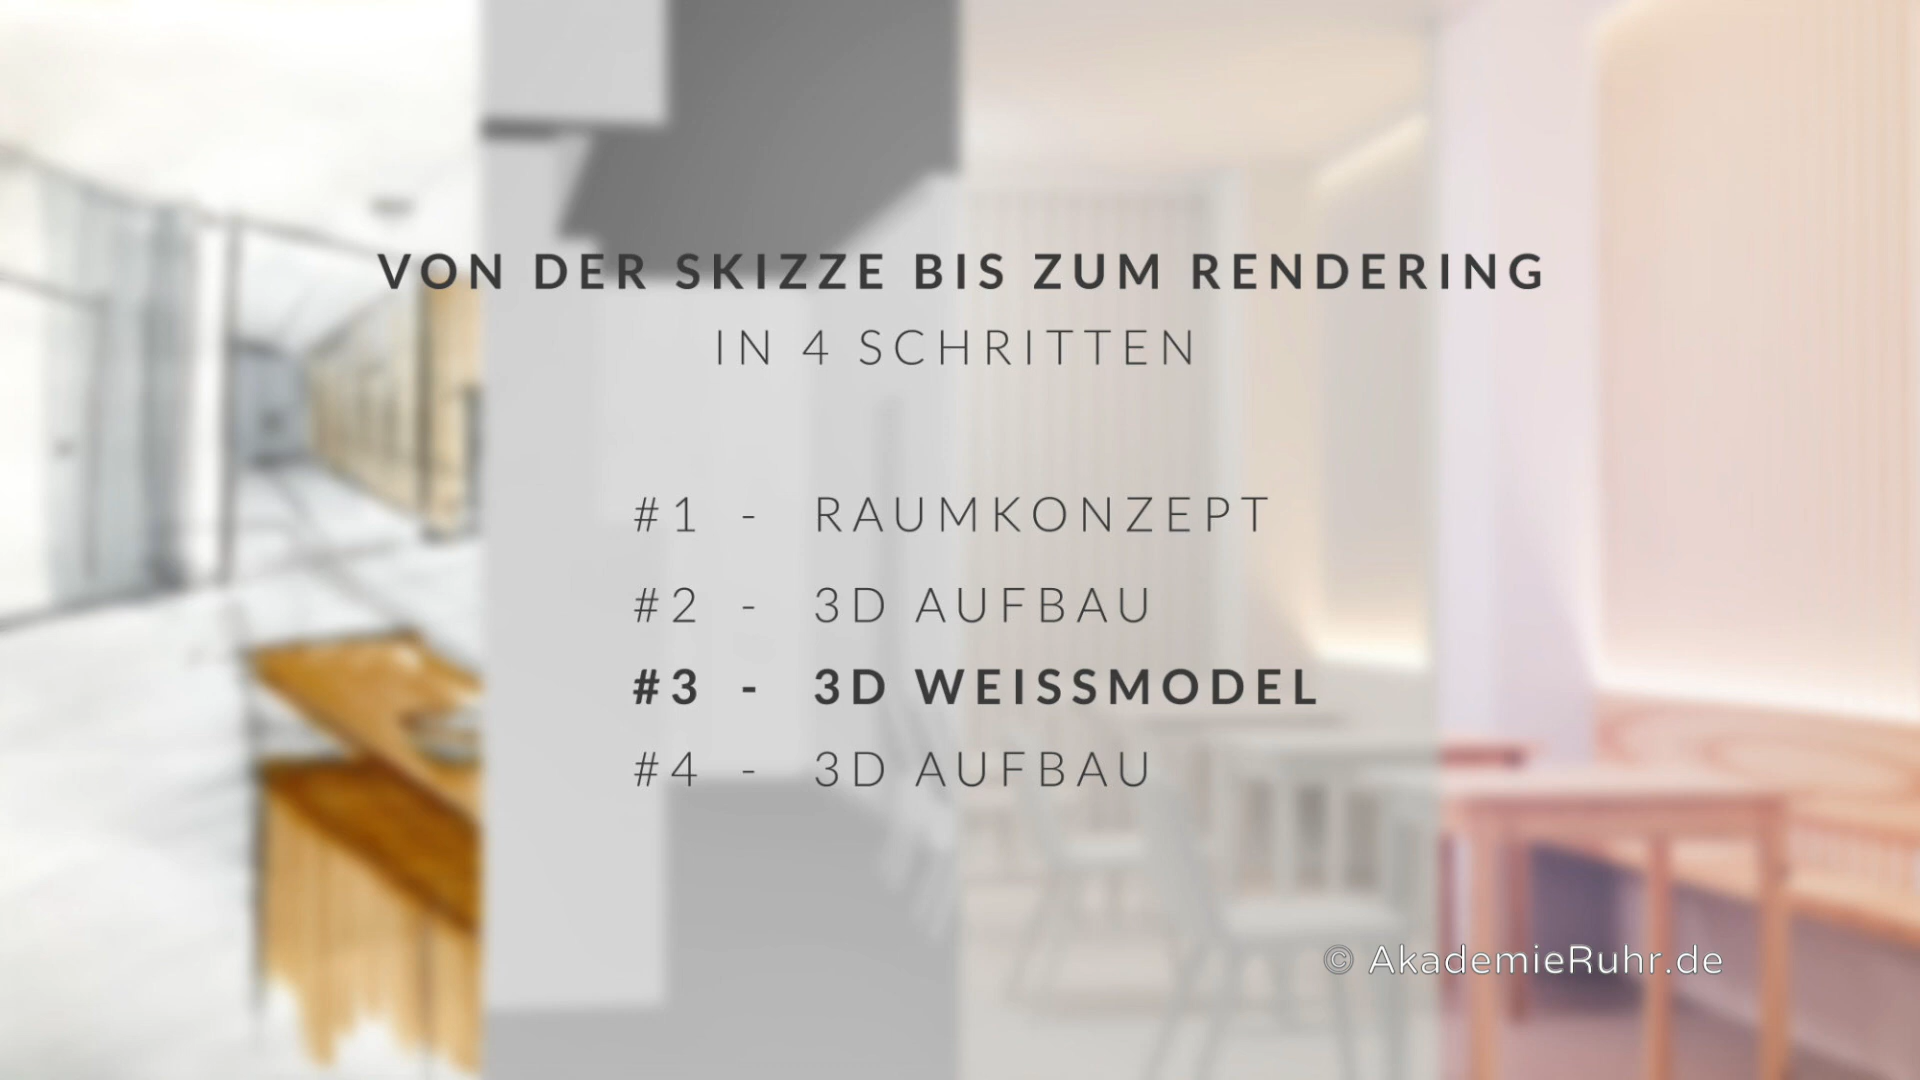 VON DER SKIZZE BIS ZUM RENDERING
IN 4 SCHRITTEN
#1 - RAUMKONZEPT
#2 - 3D AUFBAU
#3 - 3D WEISSMODEL
#4 - 3D AUFBAU
© AkademieRuhr.de